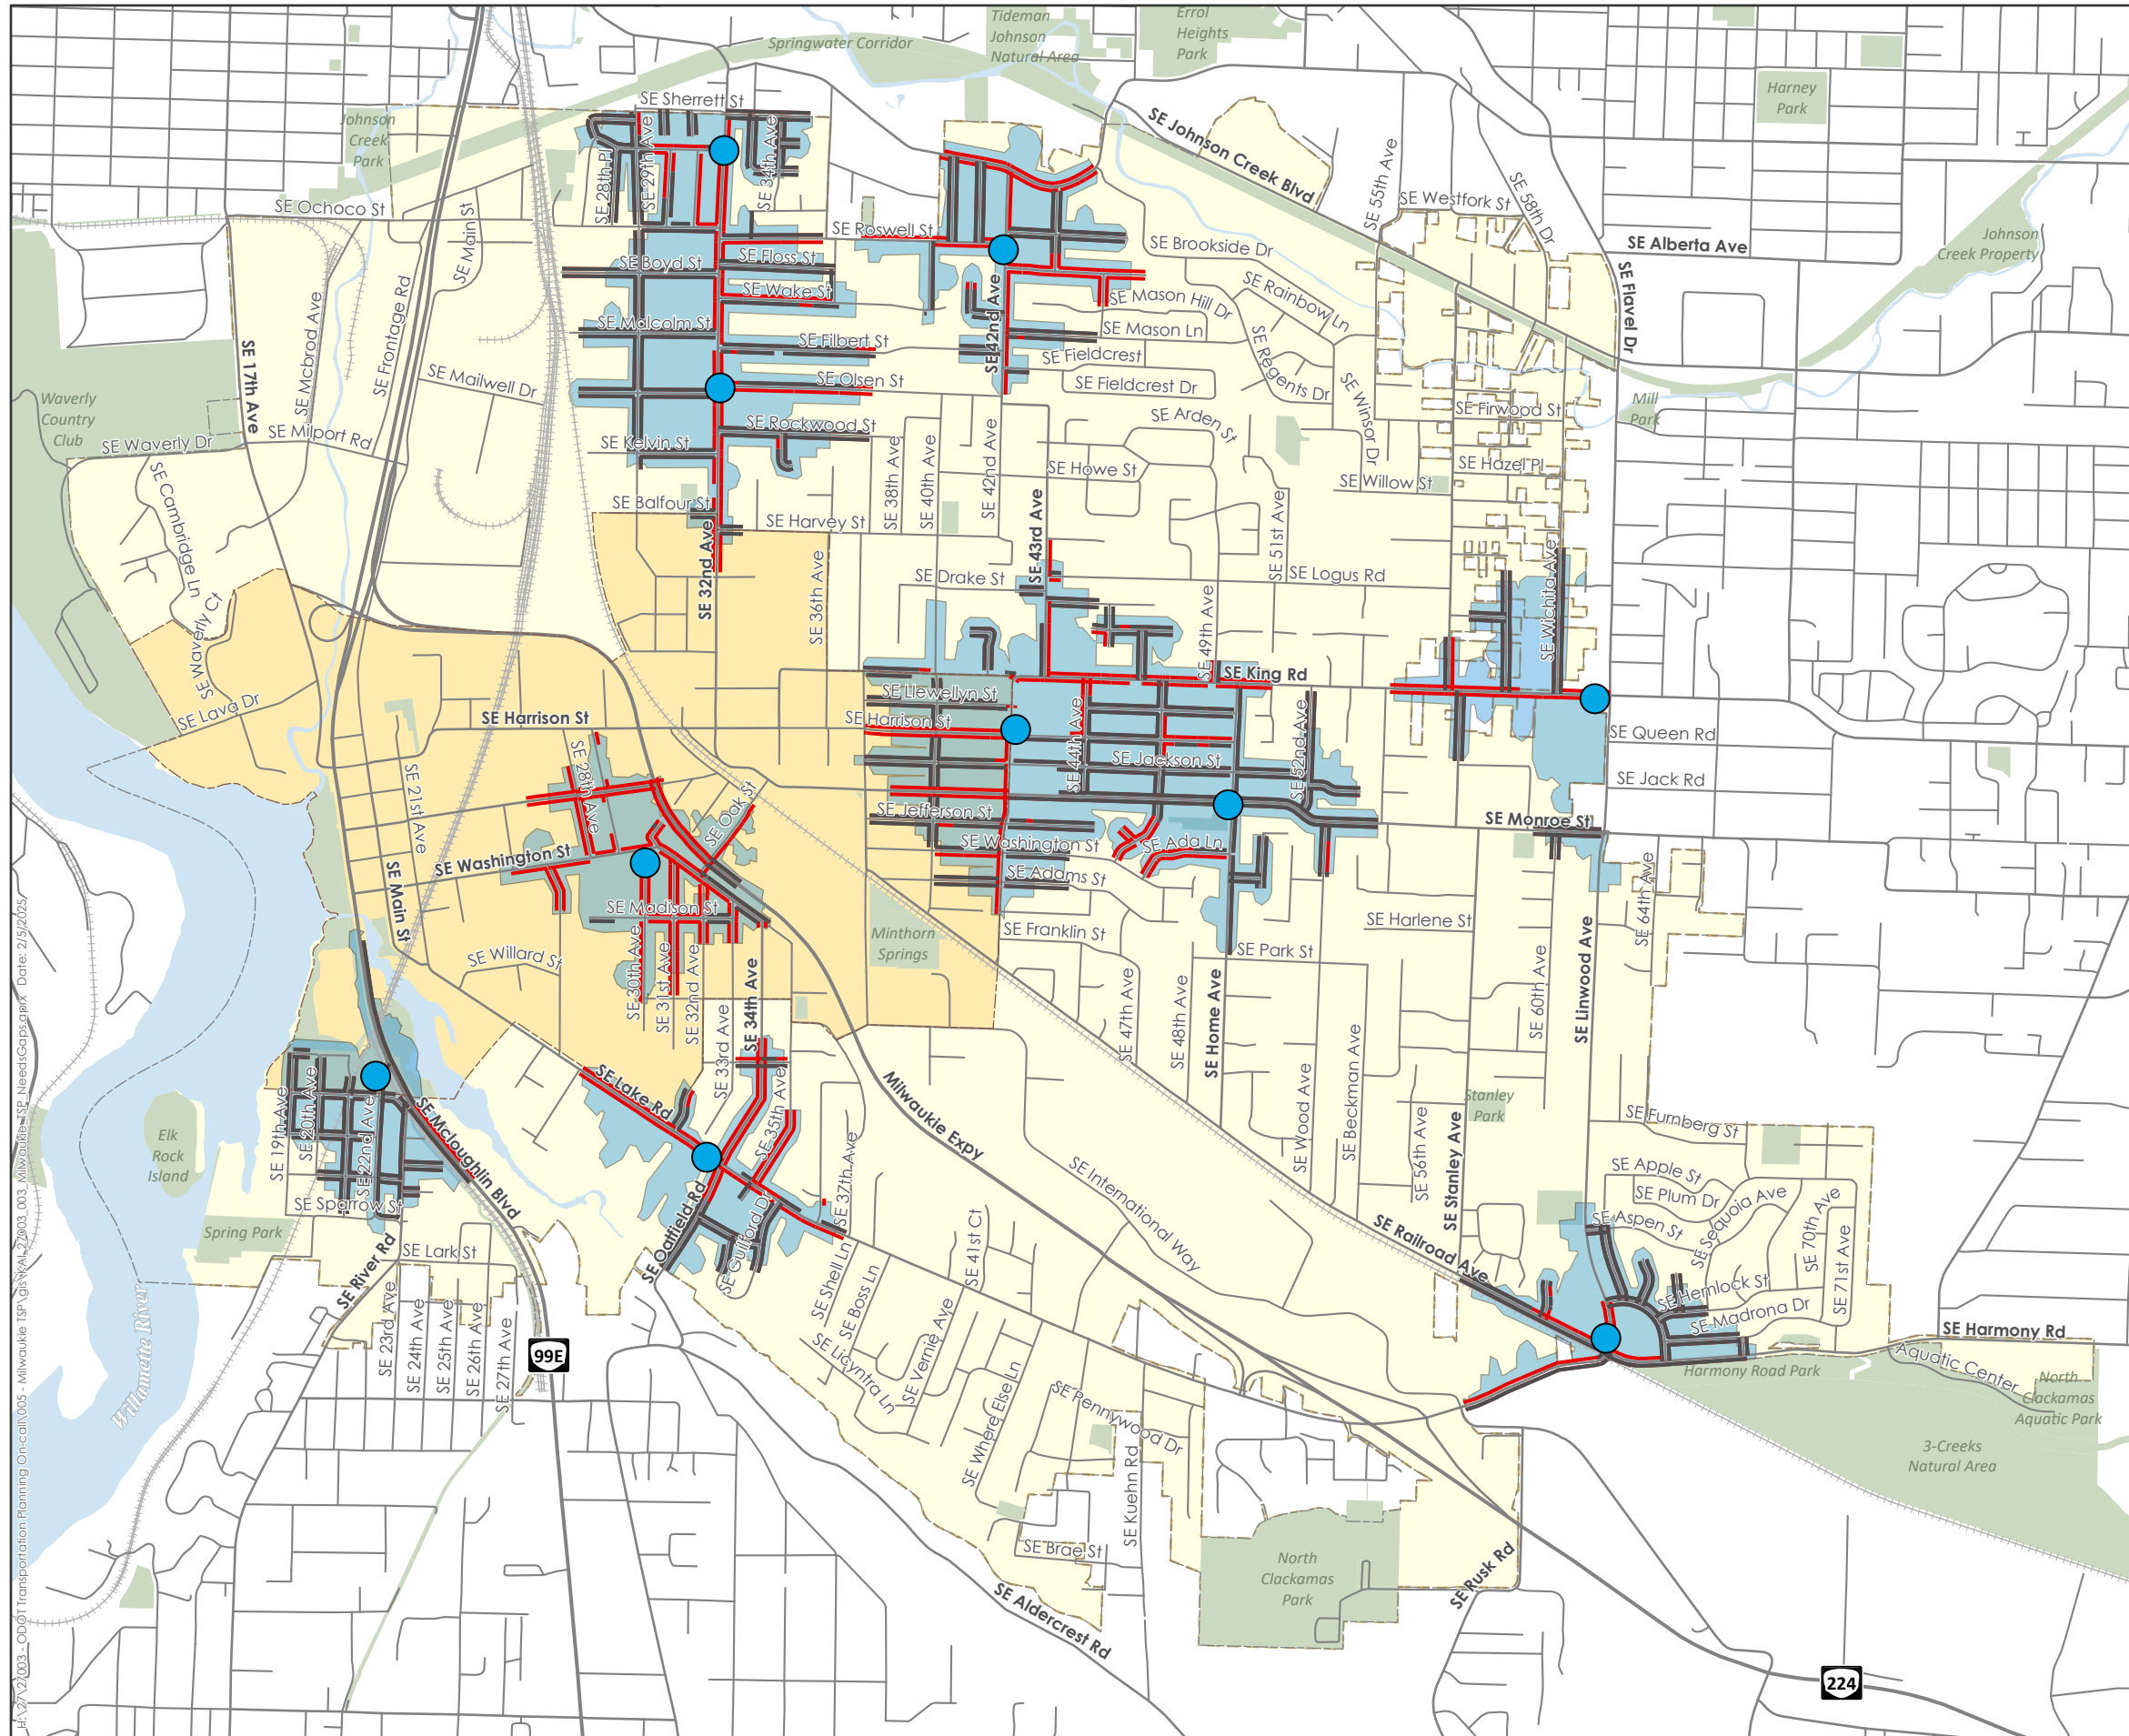 Tideman
Johnson
Natural Area
Errol
Heights
Park
Springwater Corridor
Harney
Park
SE Sherrett St
Johnson
Creek
Park
SE Johnson Creek Blvd
SE 28th Pl
SE 29th Ave
SE 34th Ave
SE 55th Ave
SE Westfork St
SE 58th Dr
SE Ochoco St
SE Main St
SE Roswell St
SE Brookside Dr
SE Alberta Ave
Johnson
Creek Property
SE Boyd St
SE Floss St
SE Flavel Dr
SE Wake St
SE 42nd Ave
SE Mason Hill Dr
SE Rainbow Ln
SE McBrod Ave
SE Frontage Rd
SE Malcolm St
SE Filbert St
SE Mason Ln
SE Fieldcrest
SE Regents Dr
SE 17th Ave
SE Mailwell Dr
SE Olsen St
SE Fieldcrest Dr
SE Winsor Dr
Waverly
Country
Club
SE Arden St
SE Firwood St
Mill
Park
SE Waverly Dr
SE Milport Rd
SE Kelvin St
SE Rockwood St
SE 38th Ave
SE 40th Ave
SE 42nd Ave
SE Howe St
SE Hazel Pl
SE Willow St
SE Cambridge Ln
SE Balfour St
SE Harvey St
SE 43rd Ave
SE 51st Ave
SE 32nd Ave
SE 36th Ave
SE Drake St
SE Logus Rd
SE Wichita Ave
SE 49th Ave
SE Waverly Ct
SE King Rd
SE Lava Dr
SE Llewellyn St
SE Harrison St
SE Harrison St
SE 44th Ave
SE 52nd Ave
SE Queen Rd
SE Jackson St
SE Jack Rd
SE 21st Ave
SE 28th Ave
SE Oak St
SE Jefferson St
SE Monroe St
SE Washington St
SE Washington St
SE Ada Ln
SE Adams St
SE Main St
SE 64th Ave
SE Madison St
SE Harlene St
Minthorn
Springs
SE Franklin St
SE Park St
SE Willard St
SE 30th Ave
SE 31st Ave
SE 32nd Ave
SE 33rd Ave
SE 34th Ave
SE 47th Ave
SE 48th Ave
SE Home Ave
SE 60th Ave
SE Linwood Ave
SE Wood Ave
SE Beckman Ave
SE 56th Ave
SE Stanley Ave
Stanley
Park
SE Lake Rd
SE 35th Ave
SE 37th Ave
Milwaukie Expy
SE Furnberg St
Elk
Rock
Island
SE 19th Ave
SE 20th Ave
SE 22nd Ave
SE Mcloughlin Blvd
SE Apple St
SE Plum Dr
SE Sequoia Ave
SE Aspen St
SE 70th Ave
SE 71st Ave
SE International Way
SE Sparrow St
Spring Park
SE River Rd
SE Lark St
SE Oatfield Rd
SE Guilford Dr
SE Shell Ln
SE Boss Ln
SE 41st Ct
SE Railroad Ave
SE Hemlock St
SE Madrona Dr
SE Harmony Rd
SE 23rd Ave
SE 24th Ave
SE 25th Ave
SE 26th Ave
SE 27th Ave
99E
SE Licyntra Ln
SE Vernie Ave
SE Where Else Ln
SE Pennywood Dr
Harmony Road Park
Aquatic Center
North
Clackamas
Aquatic Park
Willamette River
SE Kuehn Rd
3-Creeks
Natural Area
SE Brae St
North
Clackamas
Park
SE Rusk Rd
SE Aldercrest Rd
224